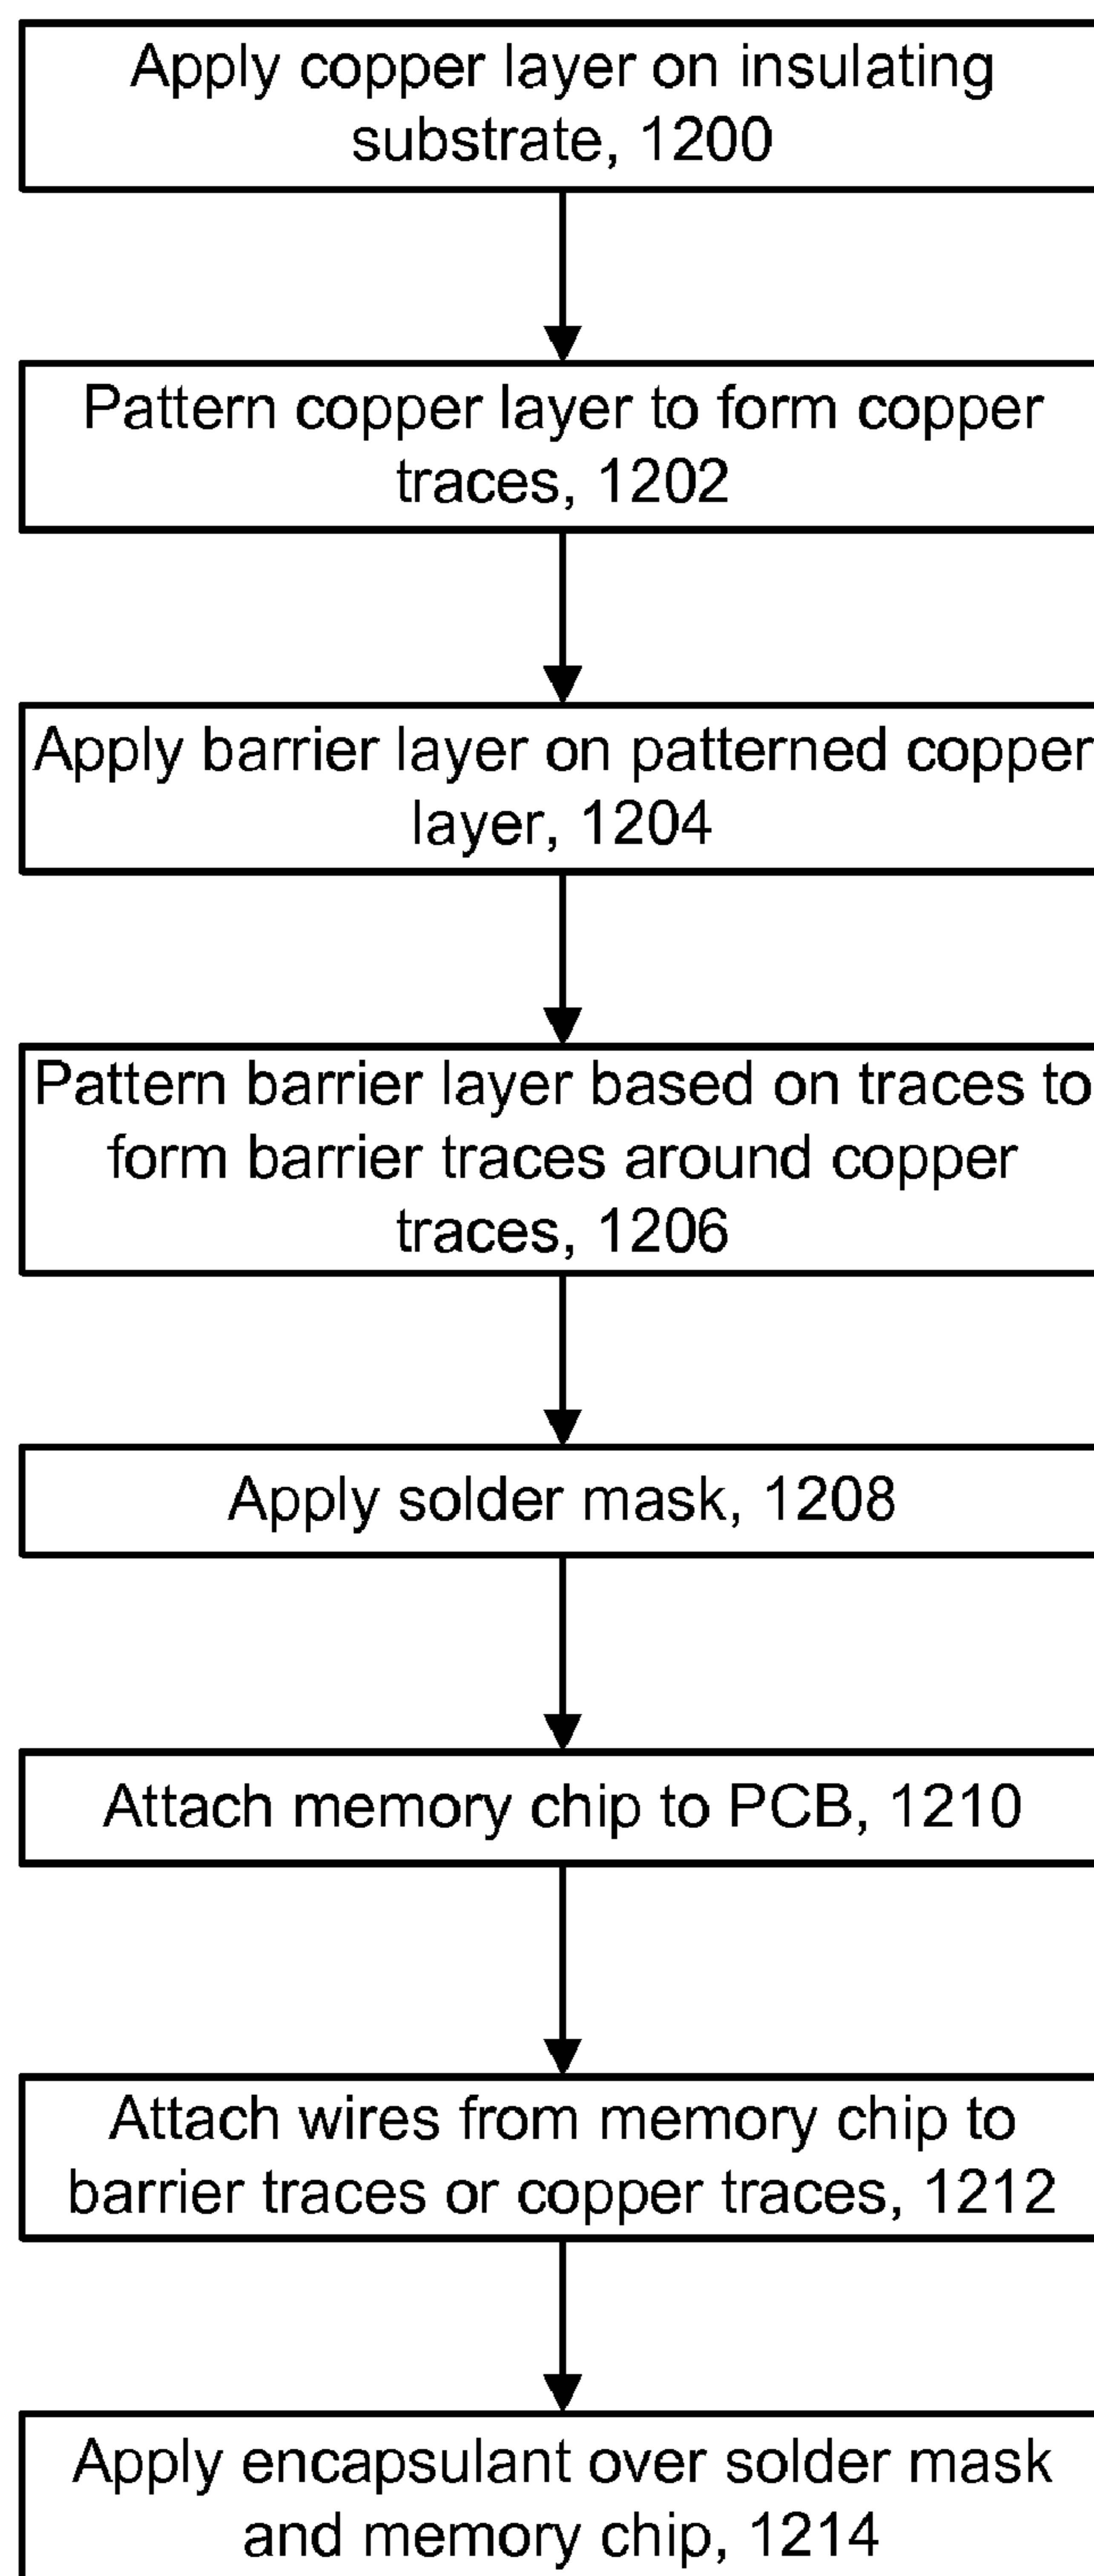 Apply copper layer on insulating
substrate, 1200
Pattern copper layer to form copper
traces, 1202
Apply barrier layer on patterned copper
layer, 1204
Pattern barrier layer based on traces to
form barrier traces around copper
traces, 1206
Apply solder mask, 1208
Attach memory chip to PCB, 1210
Attach wires from memory chip to
barrier traces or copper traces, 1212
Apply encapsulant over solder mask
and memory chip, 1214